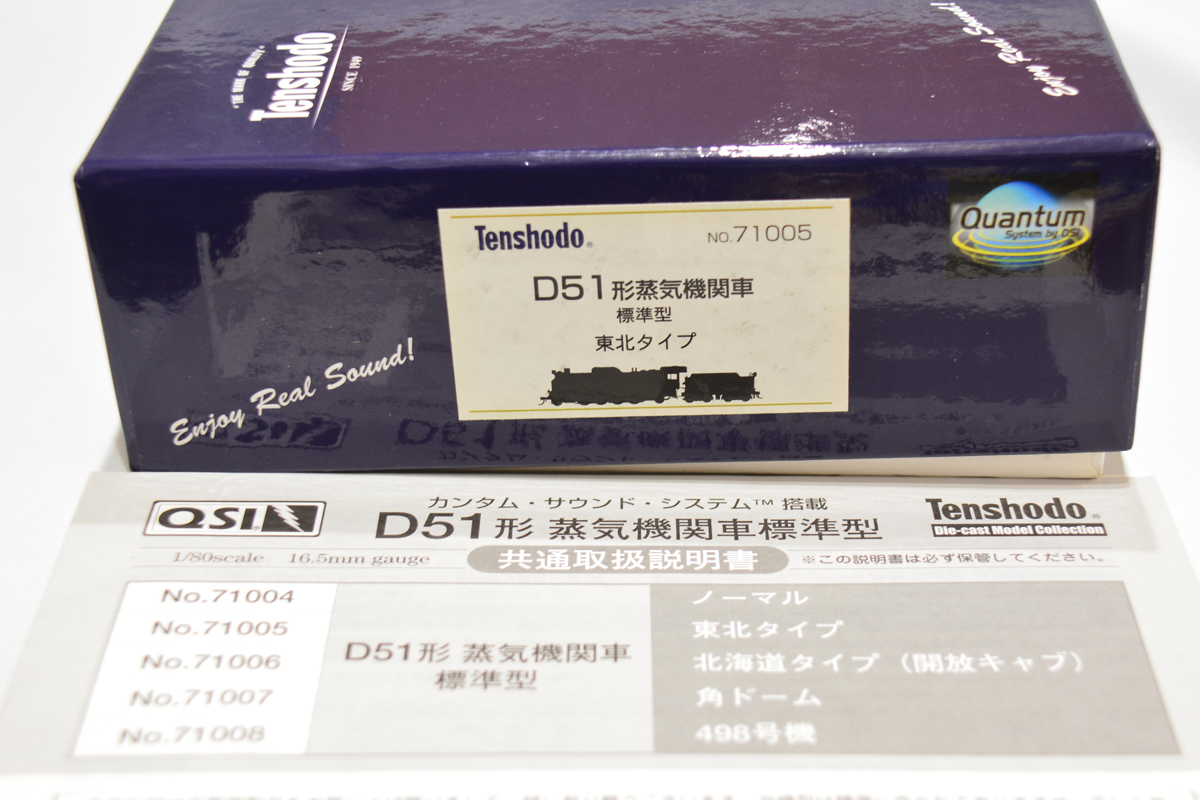 "THE NAME OF QUALITY"
Tenshodo
SINCE 1949
Enjoy Real Sound!
Tenshodo®
NO.71005
D51形蒸気機関車
標準型
東北タイプ
Quantum
System by QSI
Enjoy Real Sound!
QSI®
カンタム・サウンド・システム™ 搭載
D51形 蒸気機関車標準型
Tenshodo®
Die-cast Model Collection
1/80scale 16.5mm gauge
共通取扱説明書
※この説明書は必ず保管してください。
No.71004 ノーマル
No.71005 東北タイプ
No.71006 北海道タイプ（開放キャブ）
No.71007 角ドーム
No.71008 498号機
D51形 蒸気機関車
標準型